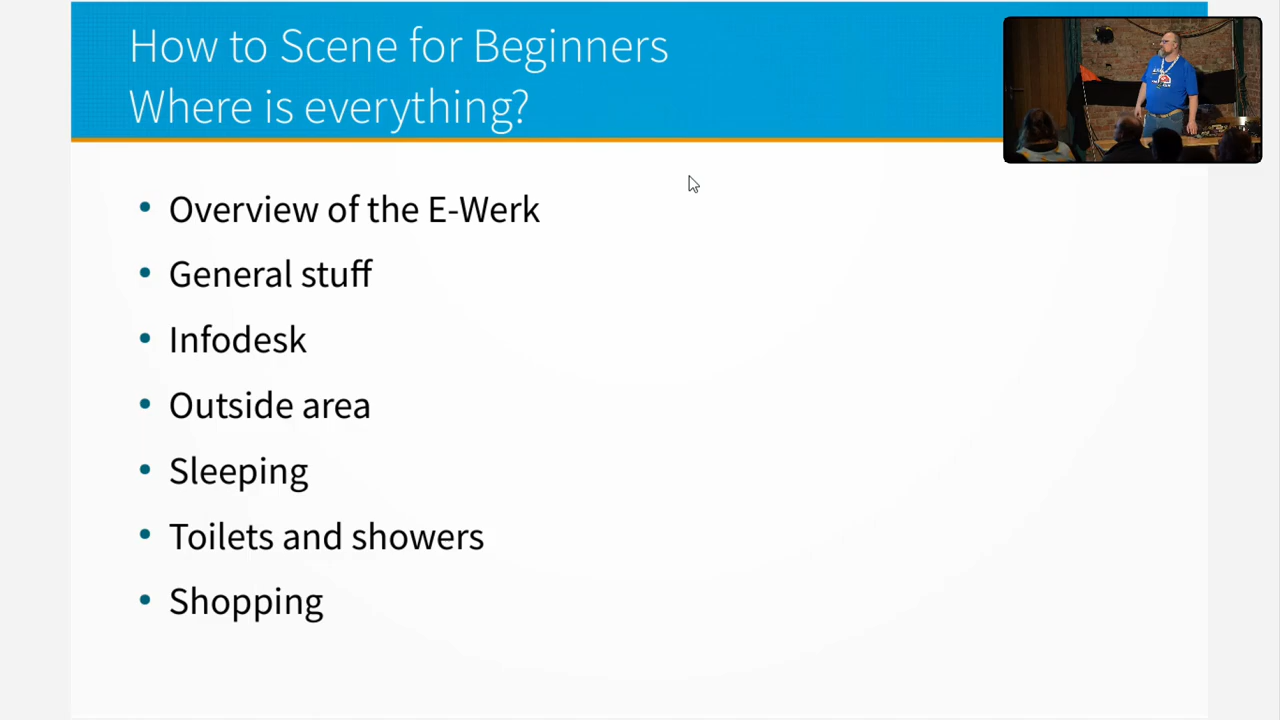 How to Scene for Beginners
Where is everything?
Overview of the E-Werk
General stuff
Infodesk
Outside area
Sleeping
Toilets and showers
Shopping